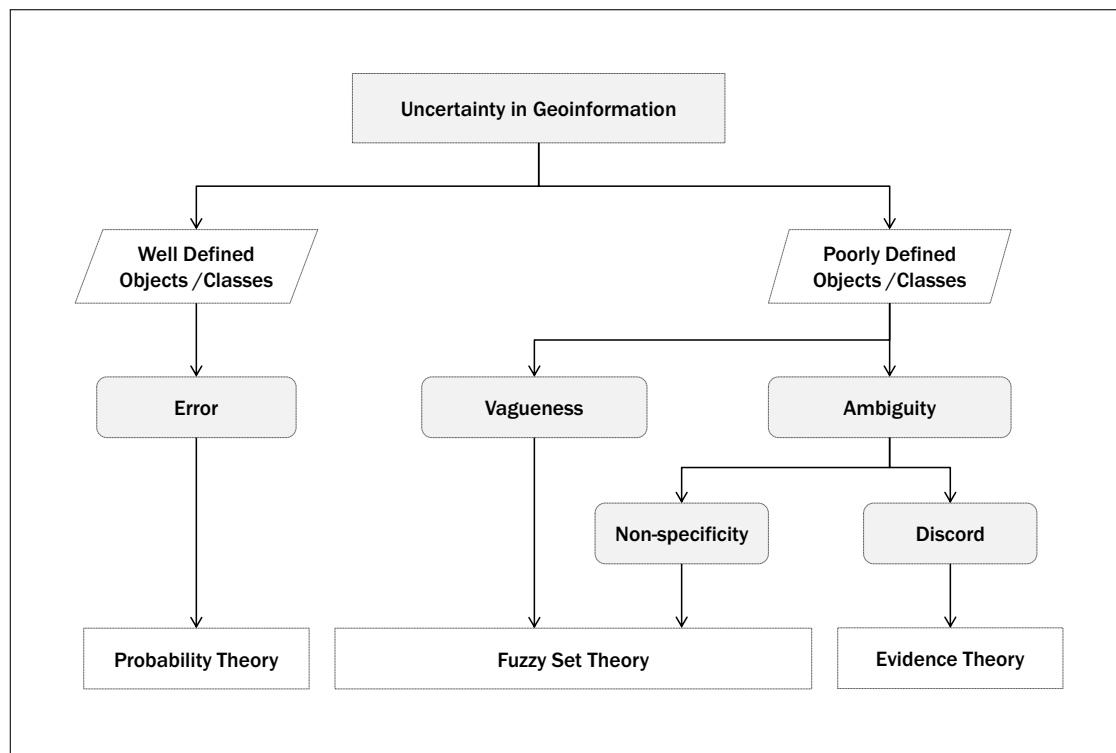 Uncertainty in Geoinformation
Well Defined
Objects /Classes
Poorly Defined
Objects /Classes
Error
Vagueness
Ambiguity
Non-specificity
Discord
Probability Theory
Fuzzy Set Theory
Evidence Theory